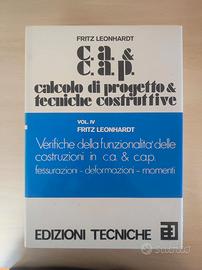 FRITZ LEONHARDT
c.a. &
c.a.p.
calcolo di progetto &
tecniche costruttive
VOL. IV
FRITZ LEONHARDT
Verifiche della funzionalità delle
costruzioni in c.a. & c.a.p.
fessurazioni - deformazioni - momenti
EDIZIONI TECNICHE
subito